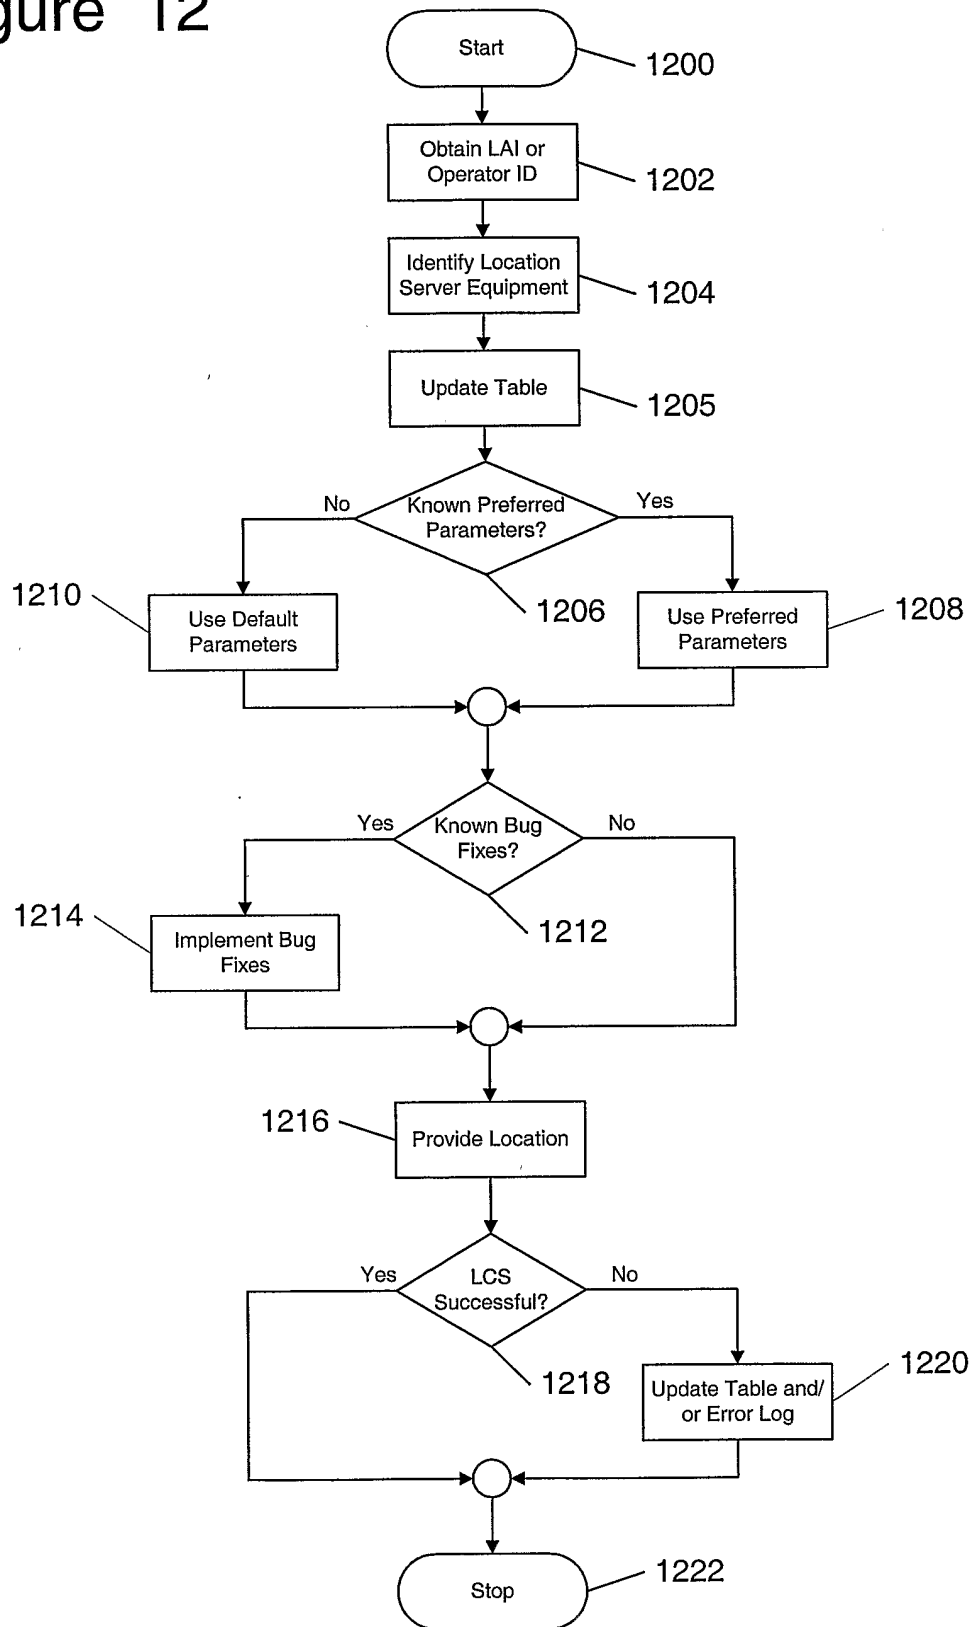 gure 12
Start
1200
Obtain LAI or
Operator ID
1202
Identify Location
Server Equipment
1204
Update Table
1205
No
Known Preferred
Parameters?
Yes
1206
1210
Use Default
Parameters
Use Preferred
Parameters
1208
Yes
Known Bug
Fixes?
No
1212
1214
Implement Bug
Fixes
1216
Provide Location
Yes
LCS
Successful?
No
1218
Update Table and/
or Error Log
1220
Stop
1222